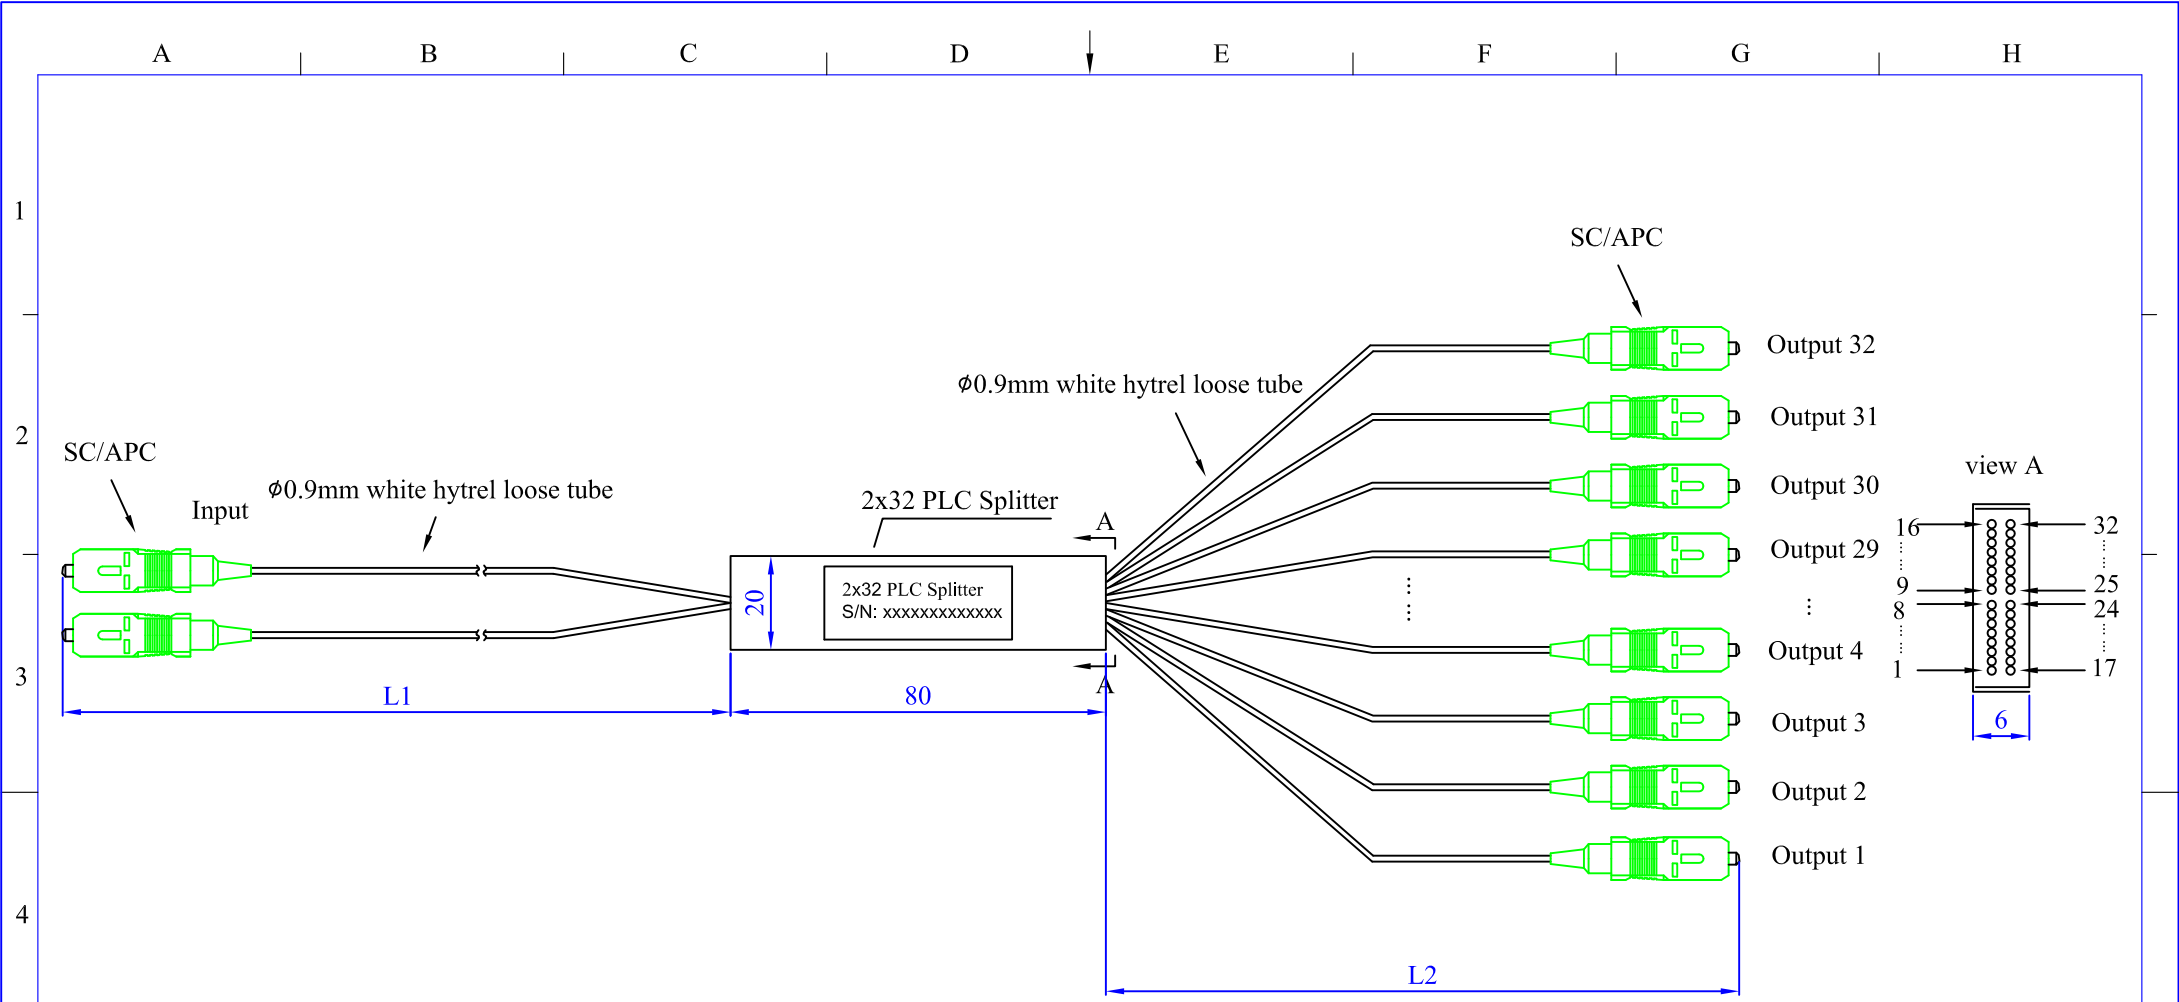 A B C D E F G H
1
SC/APC
Output 32
ϕ0.9mm white hytrel loose tube
Output 31
2
SC/APC
view A
Output 30
ϕ0.9mm white hytrel loose tube
2x32 PLC Splitter
Input
A
16 32
Output 29
9 25
2x32 PLC Splitter
S/N: xxxxxxxxxxxxx
20
8 24
Output 4
1 17
3
A
L1
80
6
Output 3
Output 2
Output 1
4
L2